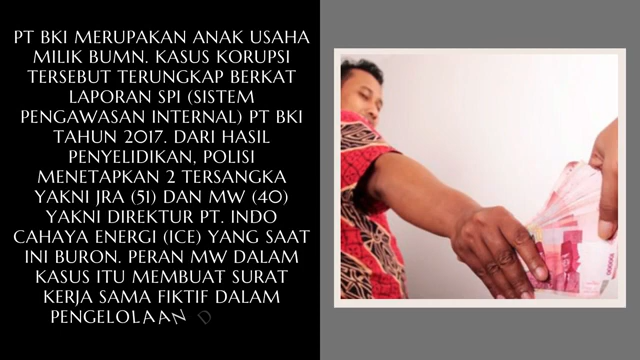 PT BKI MERUPAKAN ANAK USAHA
MILIK BUMN. KASUS KORUPSI
TERSEBUT TERUNGKAP BERKAT
LAPORAN SPI (SISTEM
PENGAWASAN INTERNAL) PT BKI
TAHUN 2017. DARI HASIL
PENYELIDIKAN, POLISI
MENETAPKAN 2 TERSANGKA
YAKNI JRA (51) DAN MW (40)
YAKNI DIREKTUR PT. INDO
CAHAYA ENERGI (ICE) YANG SAAT
INI BURON. PERAN MW DALAM
KASUS ITU MEMBUAT SURAT
KERJA SAMA FIKTIF DALAM
PENGELOLAAN D